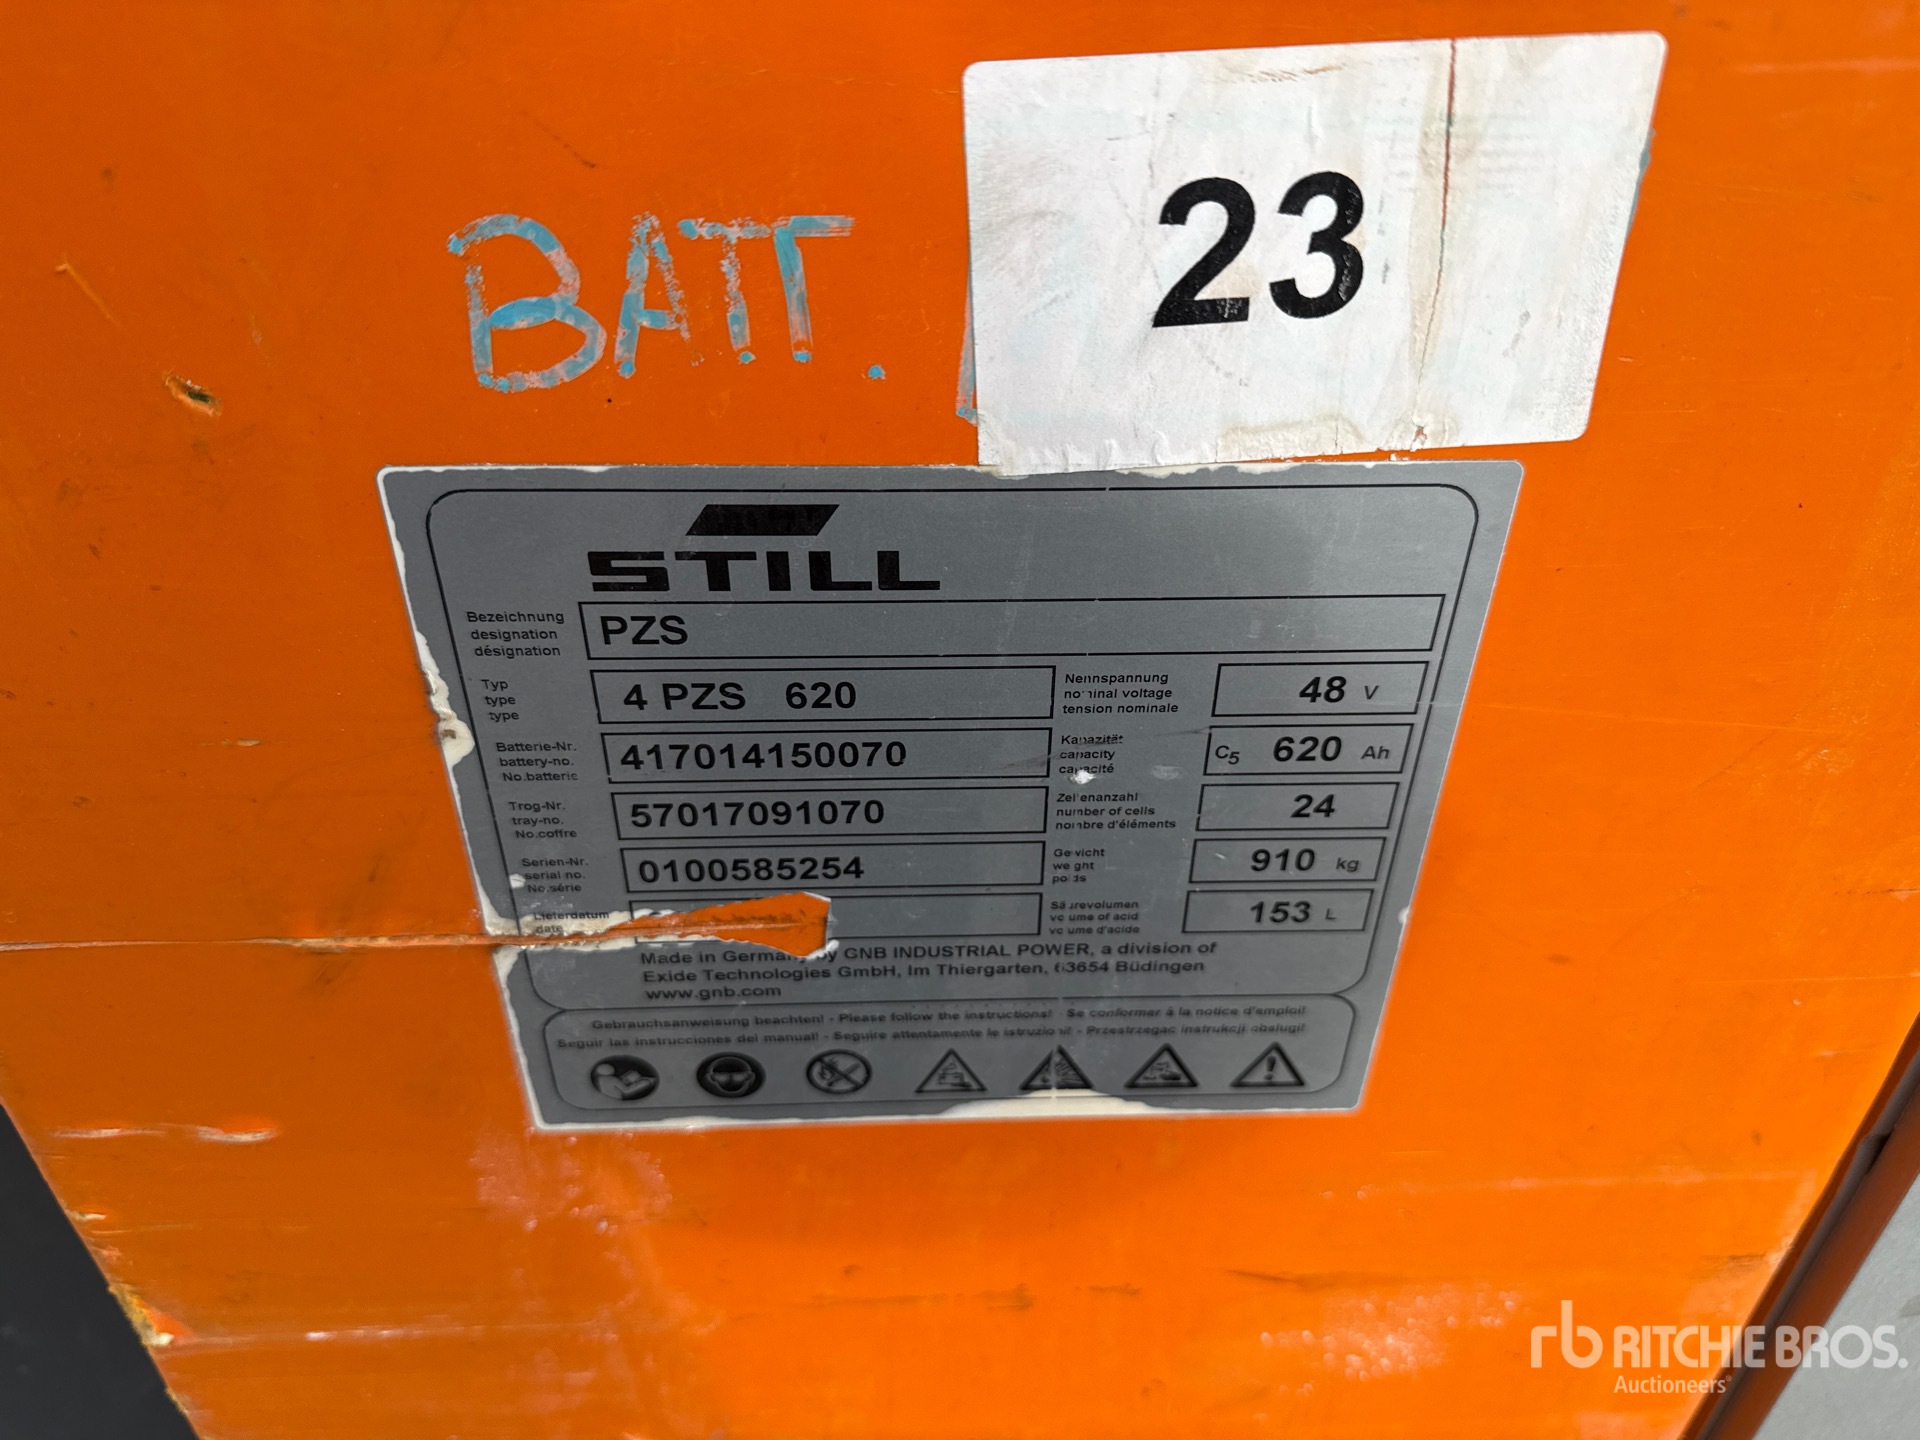 BATT.
23
STILL
Bezeichnung
designation
désignation
PZS
Typ
type
type
4 PZS 620
Nennspannung
nominal voltage
tension nominale
48 V
Batterie-Nr.
battery-no.
No.batterie
417014150070
Kapazität
capacity
capacité
C5 620 Ah
Trog-Nr.
tray-no.
No.coffre
57017091070
Zellenanzahl
number of cells
nombre d'éléments
24
Serien-Nr.
serial no.
No.série
0100585254
Gewicht
weight
poids
910 kg
Lieferdatum
date
Säurevolumen
volume of acid
volume d'acide
153 L
Made in Germany by GNB INDUSTRIAL POWER, a division of
Exide Technologies GmbH, Im Thiergarten, 63654 Büdingen
www.gnb.com
Gebrauchsanweisung beachten! - Please follow the instructions! - Se conformer à la notice d'emploi!
Seguir las instrucciones del manual! - Seguire attentamente le istruzioni! - Przestrzegac instrukcji obslugi!
rb RITCHIE BROS.
Auctioneers